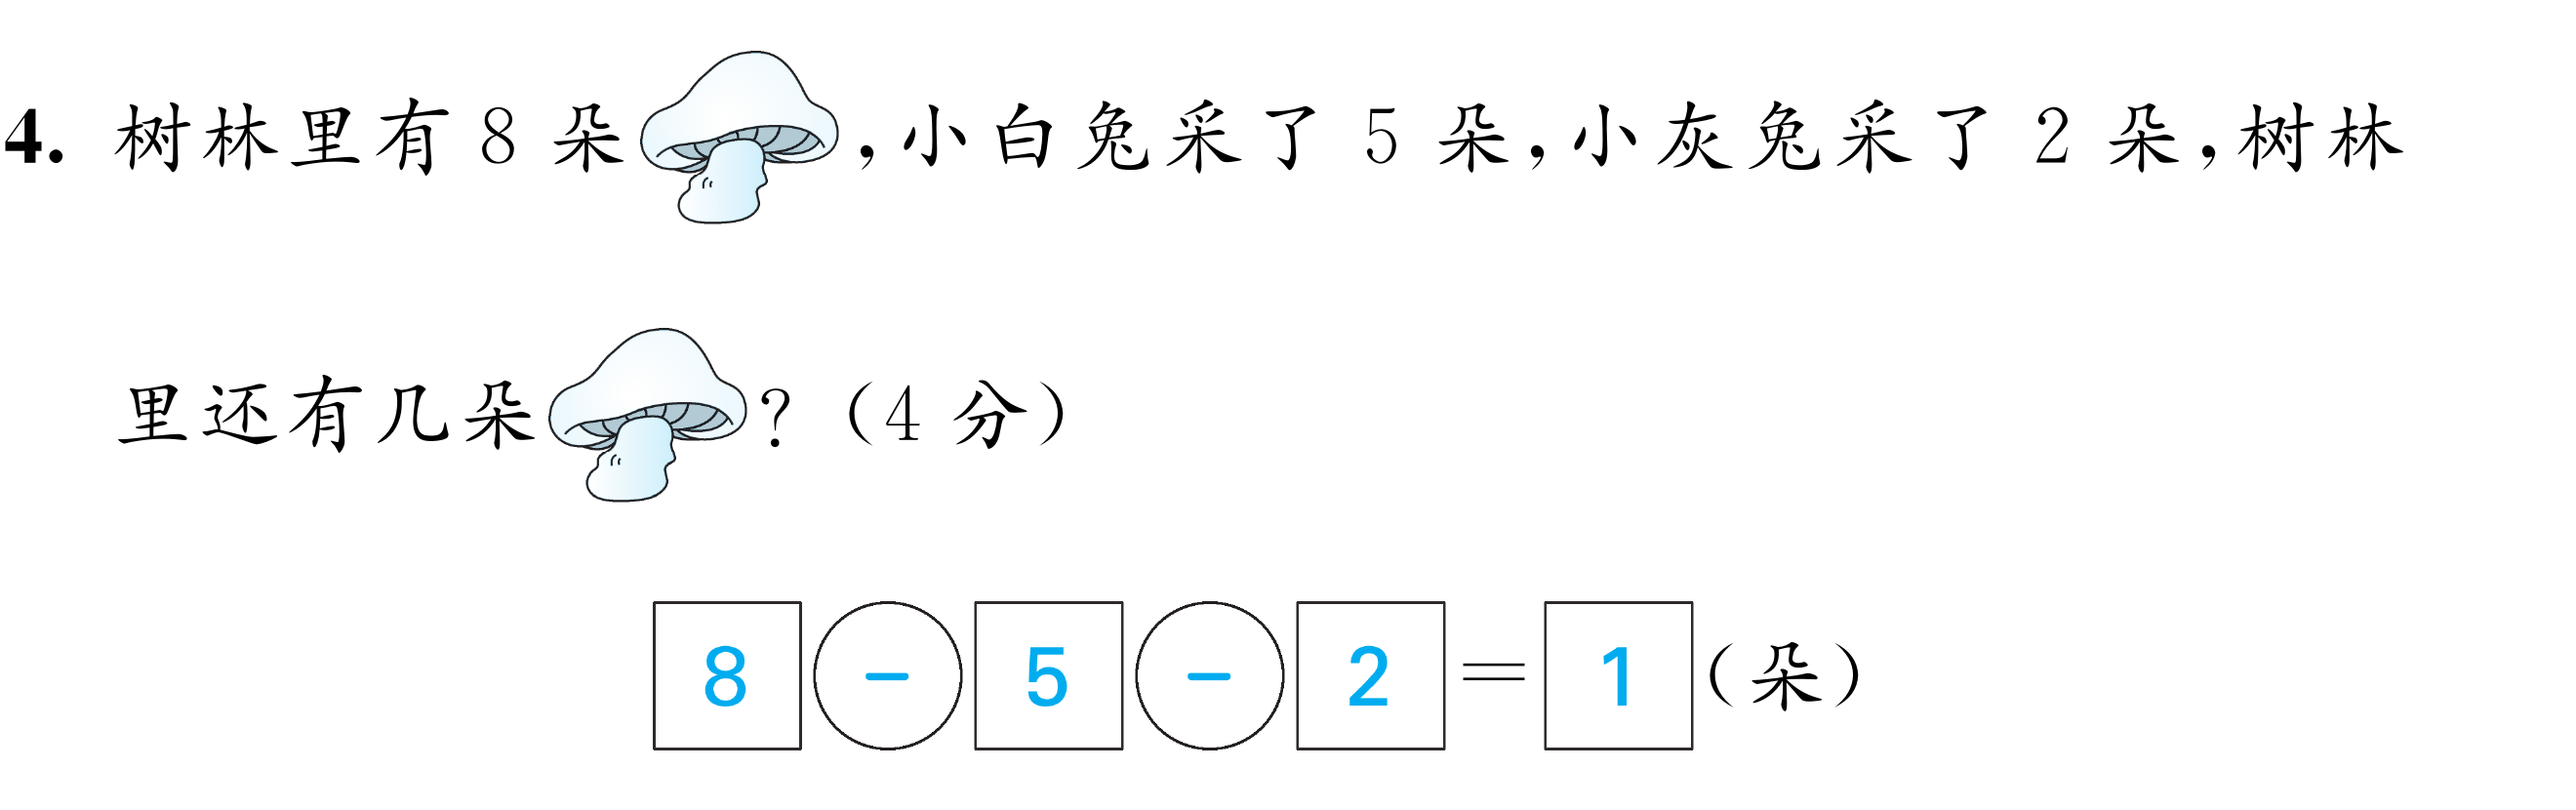 4. 树林里有 8 朵,小白兔采了 5 朵,小灰兔采了 2 朵,树林
里还有几朵?(4 分)
8 - 5 - 2 = 1 (朵)